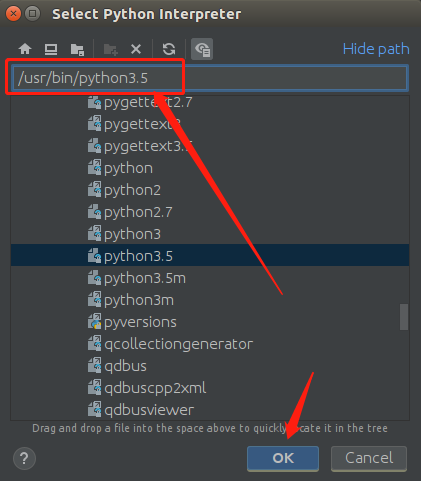 Select Python Interpreter
Hide path
/usr/bin/python3.5
pygettext2.7
pygettext3
pygettext3.5
python
python2
python2.7
python3
python3.5
python3.5m
python3m
pyversions
qcollectiongenerator
qdbus
qdbuscpp2xml
qdbusviewer
Drag and drop a file into the space above to quickly locate it in the tree
?
OK
Cancel